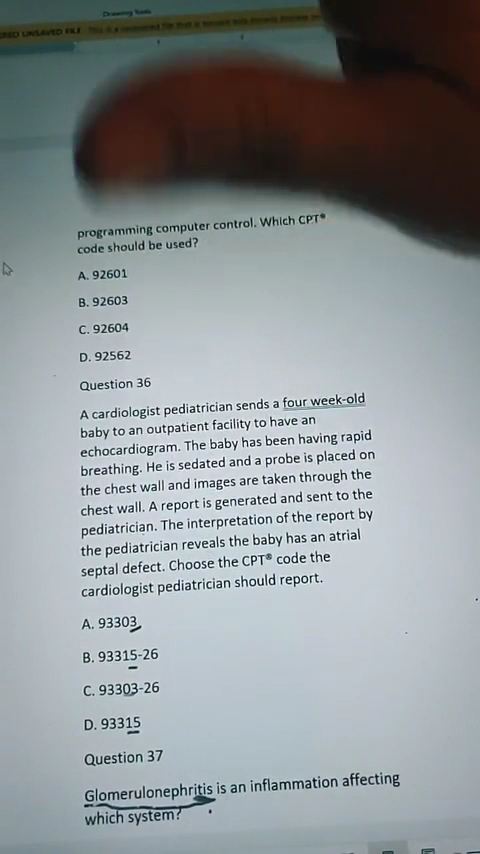 Drawing Tools
UNSAVED FILE
programming computer control. Which CPT®
code should be used?
A. 92601
B. 92603
C. 92604
D. 92562
Question 36
A cardiologist pediatrician sends a four week-old
baby to an outpatient facility to have an
echocardiogram. The baby has been having rapid
breathing. He is sedated and a probe is placed on
the chest wall and images are taken through the
chest wall. A report is generated and sent to the
pediatrician. The interpretation of the report by
the pediatrician reveals the baby has an atrial
septal defect. Choose the CPT® code the
cardiologist pediatrician should report.
A. 93303
B. 93315-26
C. 93303-26
D. 93315
Question 37
Glomerulonephritis is an inflammation affecting
which system?